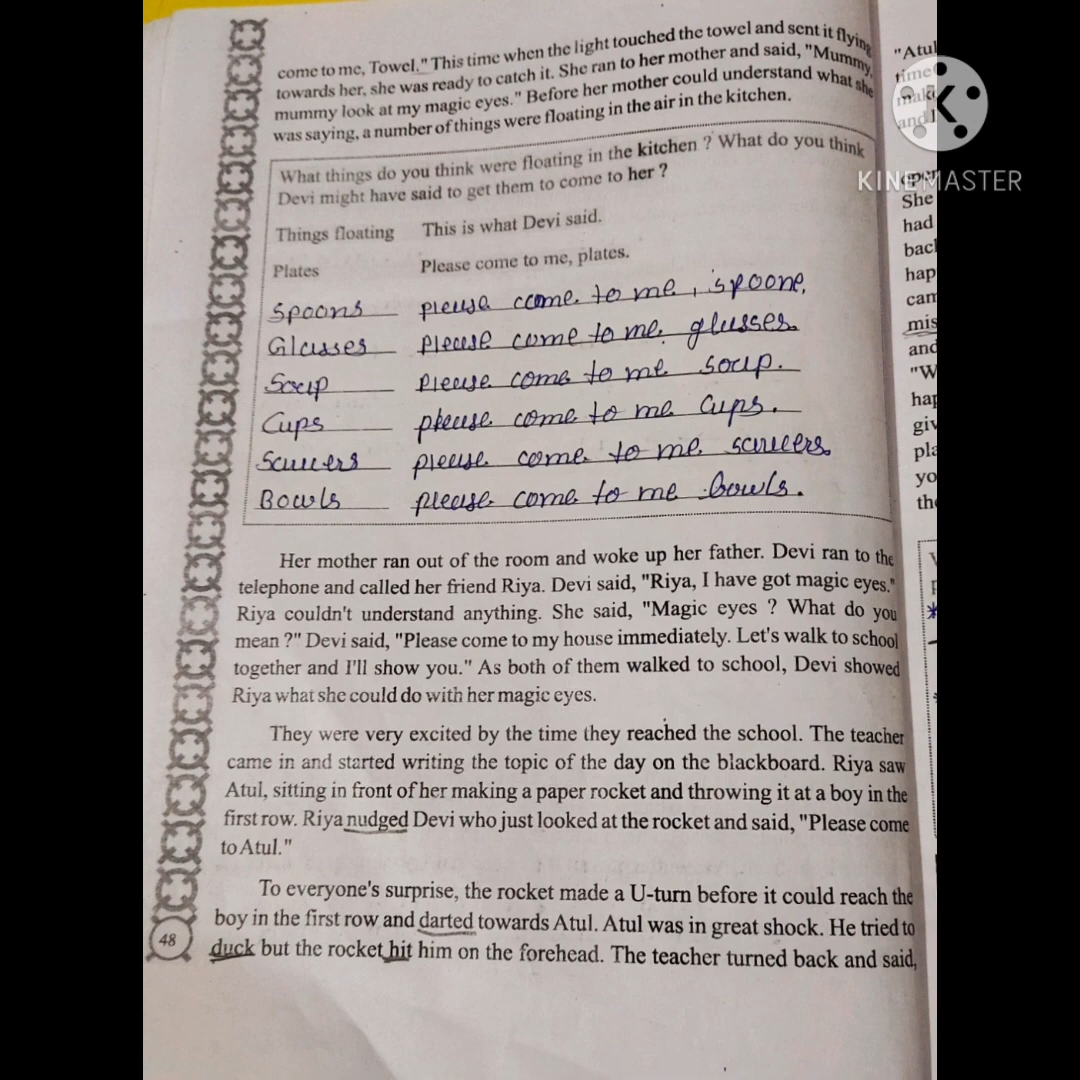 come to me, Towel." This time when the light touched the towel and sent it flying
towards her, she was ready to catch it. She ran to her mother and said, "Mummy,
mummy look at my magic eyes." Before her mother could understand what she
was saying, a number of things were floating in the air in the kitchen.
What things do you think were floating in the kitchen ? What do you think
Devi might have said to get them to come to her ?
Things floating This is what Devi said.
Plates Please come to me, plates.
Spoons please come to me, spoons.
Glasses please come to me. glasses.
Soup please come to me soup.
Cups please come to me cups.
Saucers please come to me saucers
Bowls please come to me bowls.
Her mother ran out of the room and woke up her father. Devi ran to the
telephone and called her friend Riya. Devi said, "Riya, I have got magic eyes."
Riya couldn't understand anything. She said, "Magic eyes ? What do you
mean ?" Devi said, "Please come to my house immediately. Let's walk to school
together and I'll show you." As both of them walked to school, Devi showed
Riya what she could do with her magic eyes.
They were very excited by the time they reached the school. The teacher
came in and started writing the topic of the day on the blackboard. Riya saw
Atul, sitting in front of her making a paper rocket and throwing it at a boy in the
first row. Riya nudged Devi who just looked at the rocket and said, "Please come
to Atul."
To everyone's surprise, the rocket made a U-turn before it could reach the
boy in the first row and darted towards Atul. Atul was in great shock. He tried to
duck but the rocket hit him on the forehead. The teacher turned back and said,
48
"Atul
time
She
had
and
"W
yo
KINEMASTER